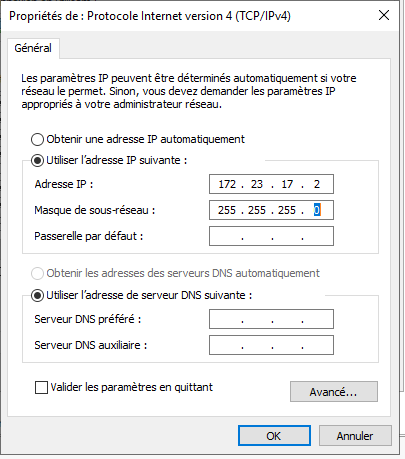 Propriétés de : Protocole Internet version 4 (TCP/IPv4)
Général
Les paramètres IP peuvent être déterminés automatiquement si votre
réseau le permet. Sinon, vous devez demander les paramètres IP
appropriés à votre administrateur réseau.
Obtenir une adresse IP automatiquement
Utiliser l'adresse IP suivante :
Adresse IP : 172 . 23 . 17 . 2
Masque de sous-réseau : 255 . 255 . 255 . 0
Passerelle par défaut : . . .
Obtenir les adresses des serveurs DNS automatiquement
Utiliser l'adresse de serveur DNS suivante :
Serveur DNS préféré : . . .
Serveur DNS auxiliaire : . . .
Valider les paramètres en quittant
Avancé...
OK Annuler